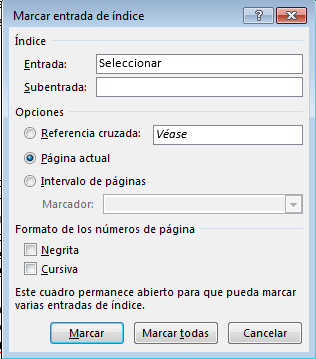 Marcar entrada de índice
Índice
Entrada: Seleccionar
Subentrada:
Opciones
Referencia cruzada: Véase
Página actual
Intervalo de páginas
Marcador:
Formato de los números de página
Negrita
Cursiva
Este cuadro permanece abierto para que pueda marcar
varias entradas de índice.
Marcar Marcar todas Cancelar